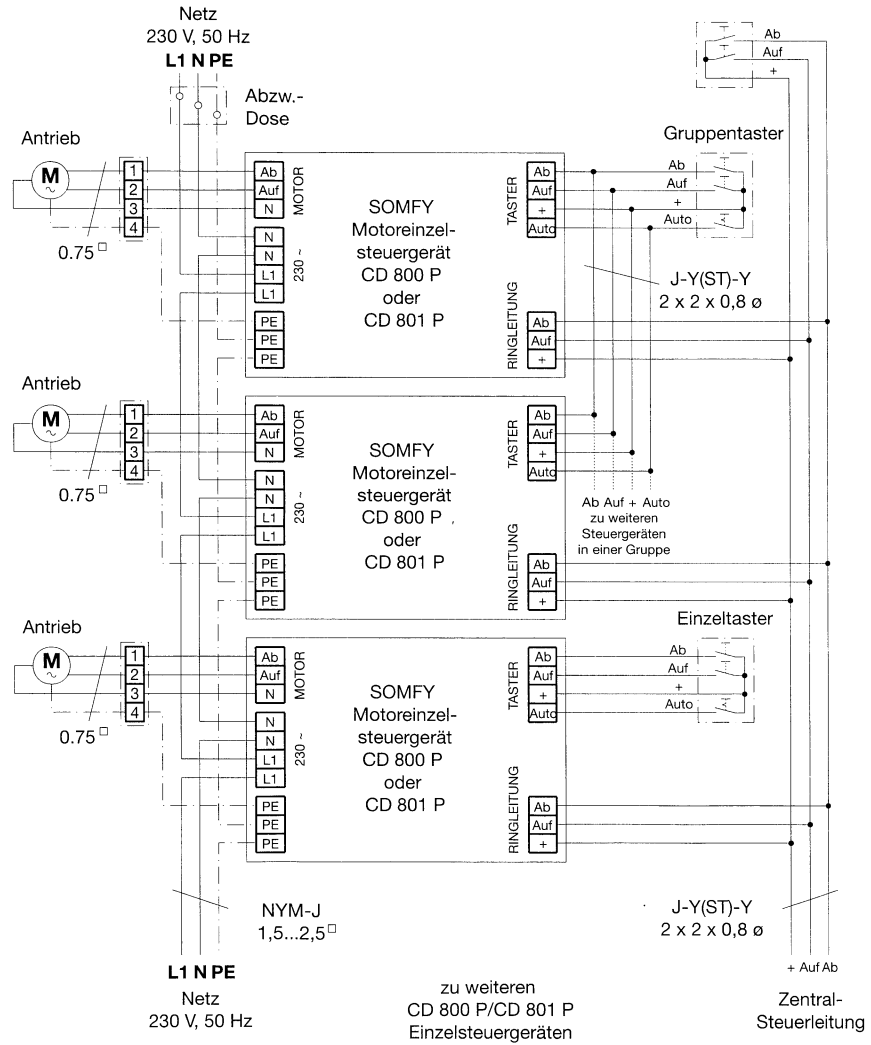 Netz
230 V, 50 Hz
L1 N PE
Abzw.-
Dose
Ab
Auf
+
Gruppentaster
Antrieb
M
~
1
2
3
4
0.75 □
Ab
Auf
N
MOTOR
N
N
L1
L1
230 ~
PE
PE
PE
SOMFY
Motoreinzel-
steuergerät
CD 800 P
oder
CD 801 P
TASTER
Ab
Auf
+
Auto
RINGLEITUNG
Ab
Auf
+
Ab
Auf
+
Auto
J-Y(ST)-Y
2 x 2 x 0,8 ø
Antrieb
M
~
1
2
3
4
0.75 □
Ab
Auf
N
MOTOR
N
N
L1
L1
230 ~
PE
PE
PE
SOMFY
Motoreinzel-
steuergerät
CD 800 P
oder
CD 801 P
TASTER
Ab
Auf
+
Auto
RINGLEITUNG
Ab
Auf
+
Ab Auf + Auto
zu weiteren
Steuergeräten
in einer Gruppe
Einzeltaster
Antrieb
M
~
1
2
3
4
0.75 □
Ab
Auf
N
MOTOR
N
N
L1
L1
230 ~
PE
PE
PE
SOMFY
Motoreinzel-
steuergerät
CD 800 P
oder
CD 801 P
TASTER
Ab
Auf
+
Auto
RINGLEITUNG
Ab
Auf
+
Ab
Auf
+
Auto
NYM-J
1,5...2,5 □
J-Y(ST)-Y
2 x 2 x 0,8 ø
L1 N PE
Netz
230 V, 50 Hz
zu weiteren
CD 800 P/CD 801 P
Einzelsteuergeräten
+ Auf Ab
Zentral-
Steuerleitung